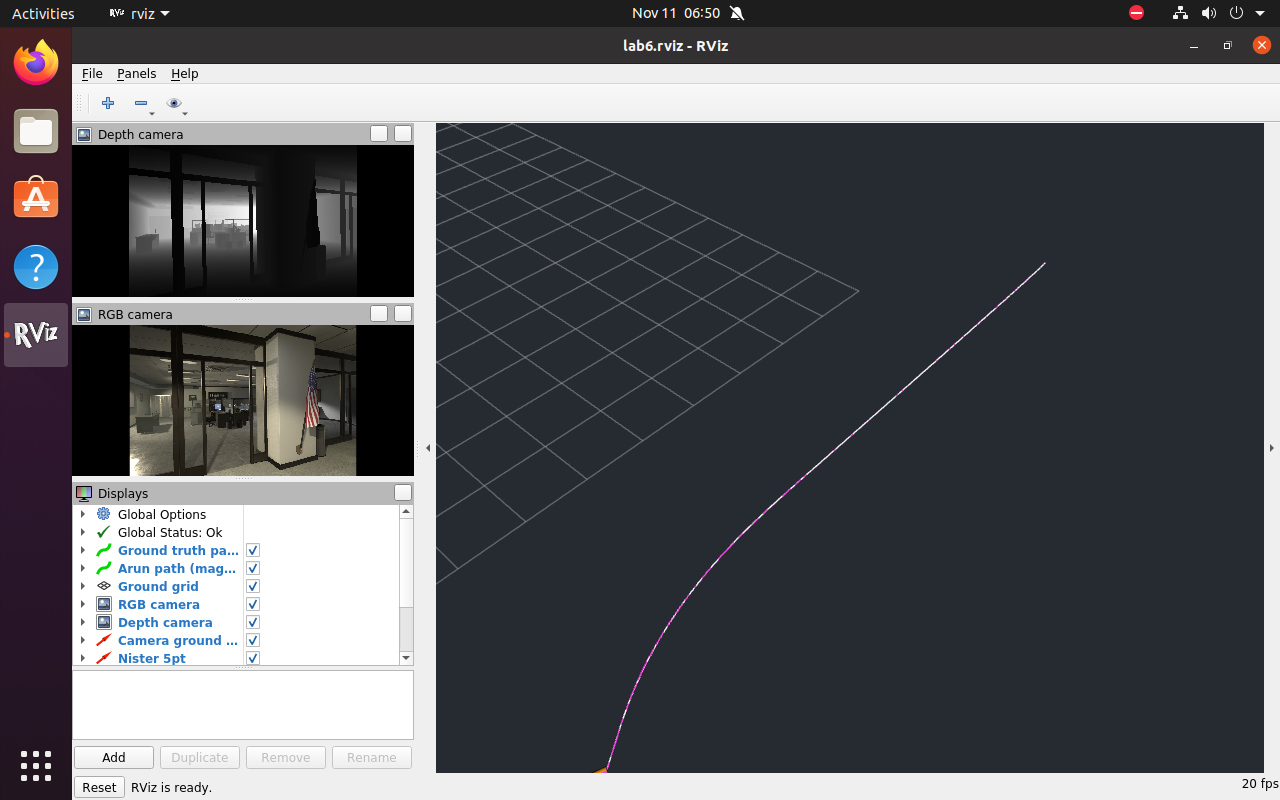 Activities
RViz rviz
Nov 11 06:50
lab6.rviz - RViz
File Panels Help
Depth camera
RGB camera
Displays
Global Options
Global Status: Ok
Ground truth pa...
Arun path (mag...
Ground grid
RGB camera
Depth camera
Camera ground ...
Nister 5pt
RViz
Add Duplicate Remove Rename
Reset RViz is ready.
20 fps